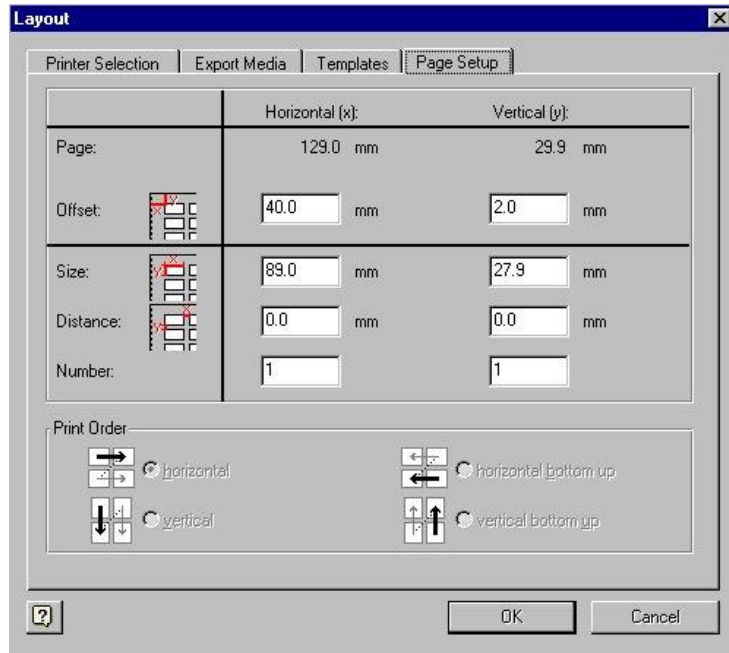 Layout
Printer Selection Export Media Templates Page Setup
Horizontal (x): Vertical (y):
Page: 129.0 mm 29.9 mm
Offset: x y 40.0 mm 2.0 mm
Size: x y 89.0 mm 27.9 mm
Distance: x y 0.0 mm 0.0 mm
Number: 1 1
Print Order
horizontal horizontal bottom up
vertical vertical bottom up
? OK Cancel